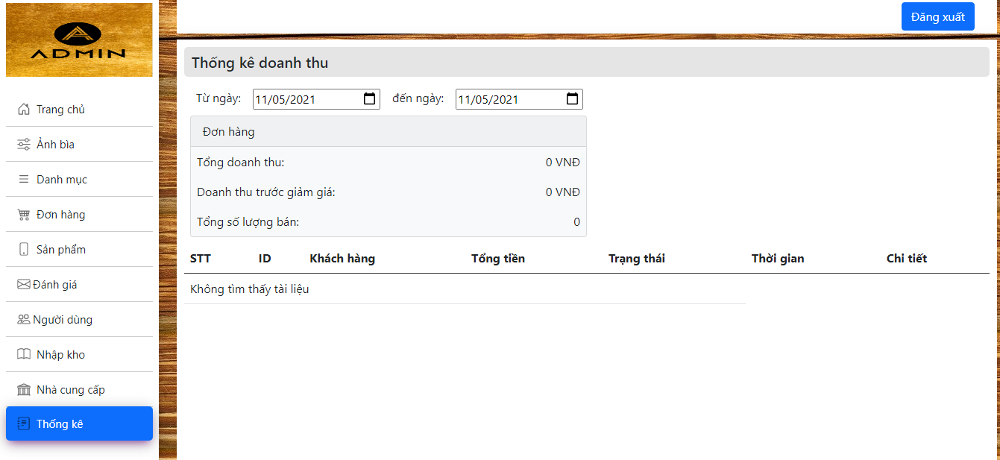 ADMIN
Đăng xuất
Trang chủ
Ảnh bìa
Danh mục
Đơn hàng
Sản phẩm
Đánh giá
Người dùng
Nhập kho
Nhà cung cấp
Thống kê
Thống kê doanh thu
Từ ngày: 11/05/2021 đến ngày: 11/05/2021
Đơn hàng
Tổng doanh thu: 0 VNĐ
Doanh thu trước giảm giá: 0 VNĐ
Tổng số lượng bán: 0
STT ID Khách hàng Tổng tiền Trạng thái Thời gian Chi tiết
Không tìm thấy tài liệu